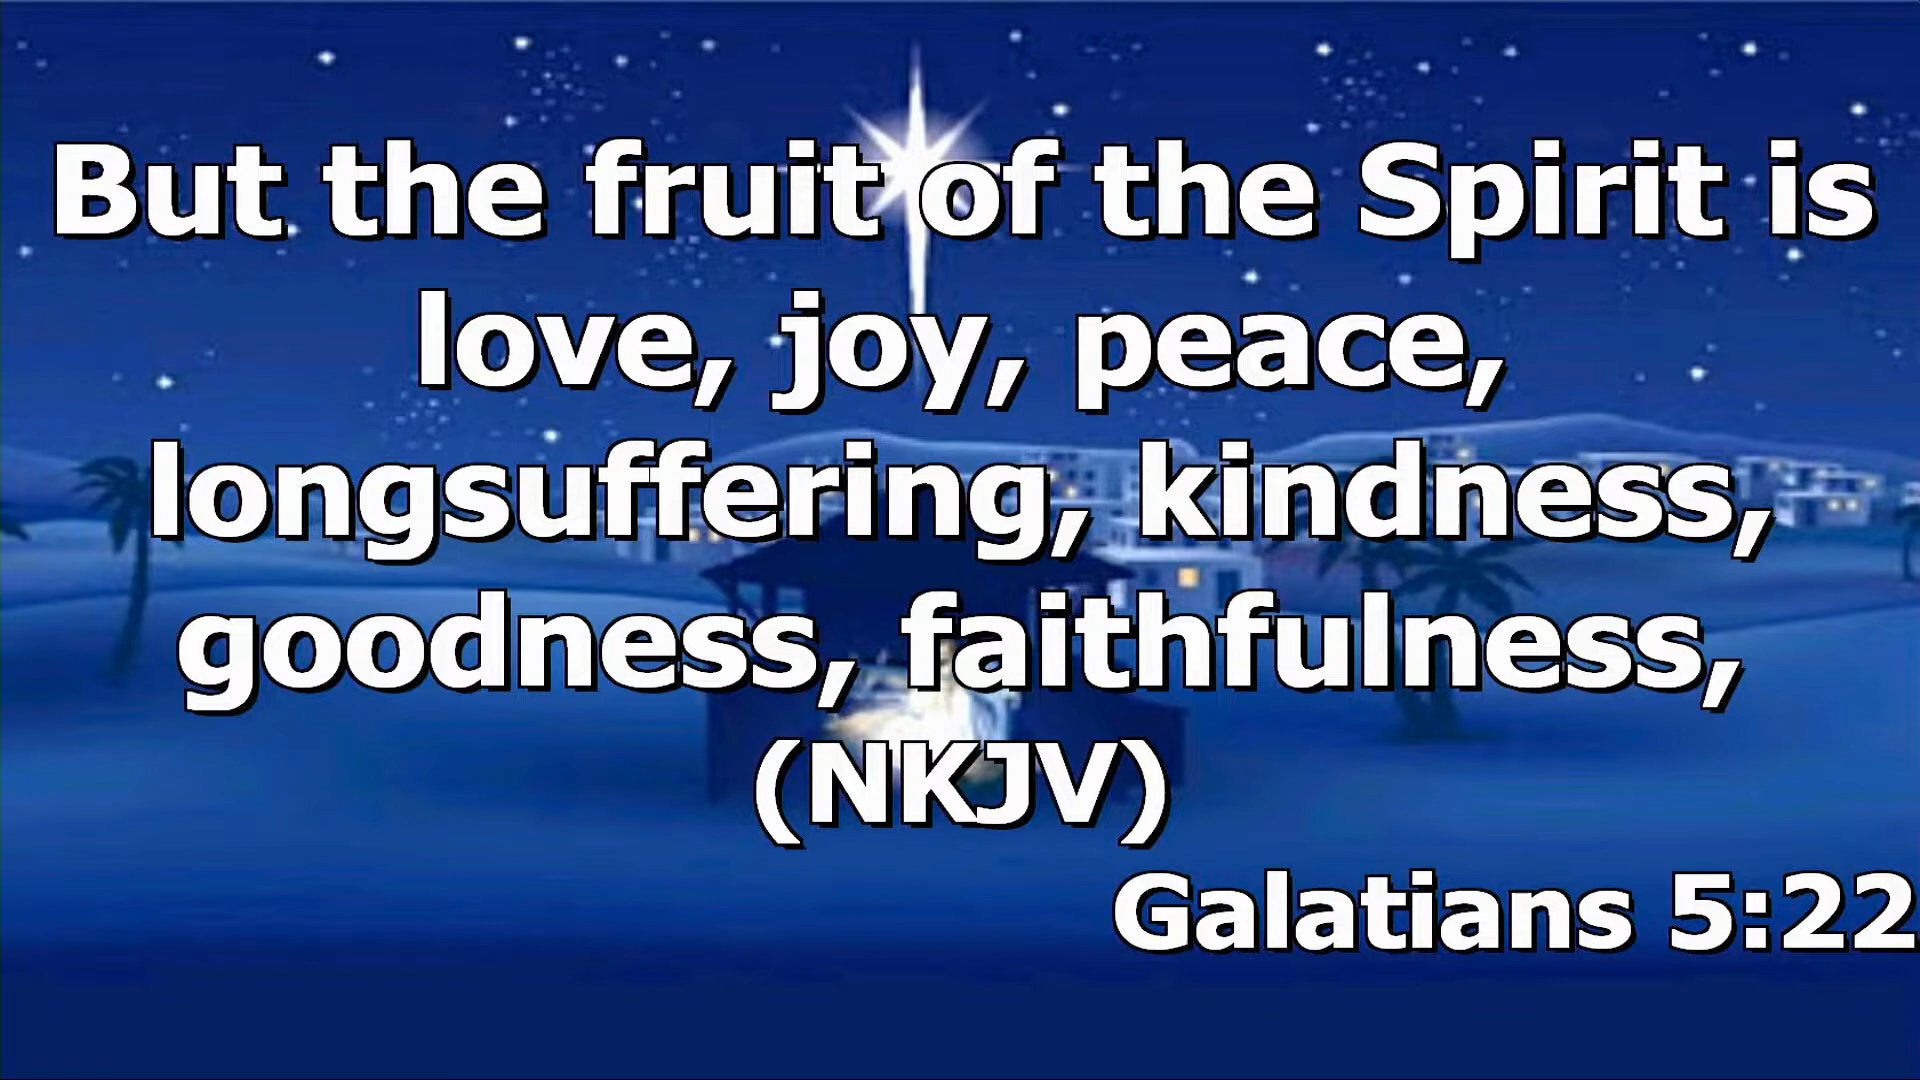 But the fruit of the Spirit is
love, joy, peace,
longsuffering, kindness,
goodness, faithfulness,
(NKJV)
Galatians 5:22